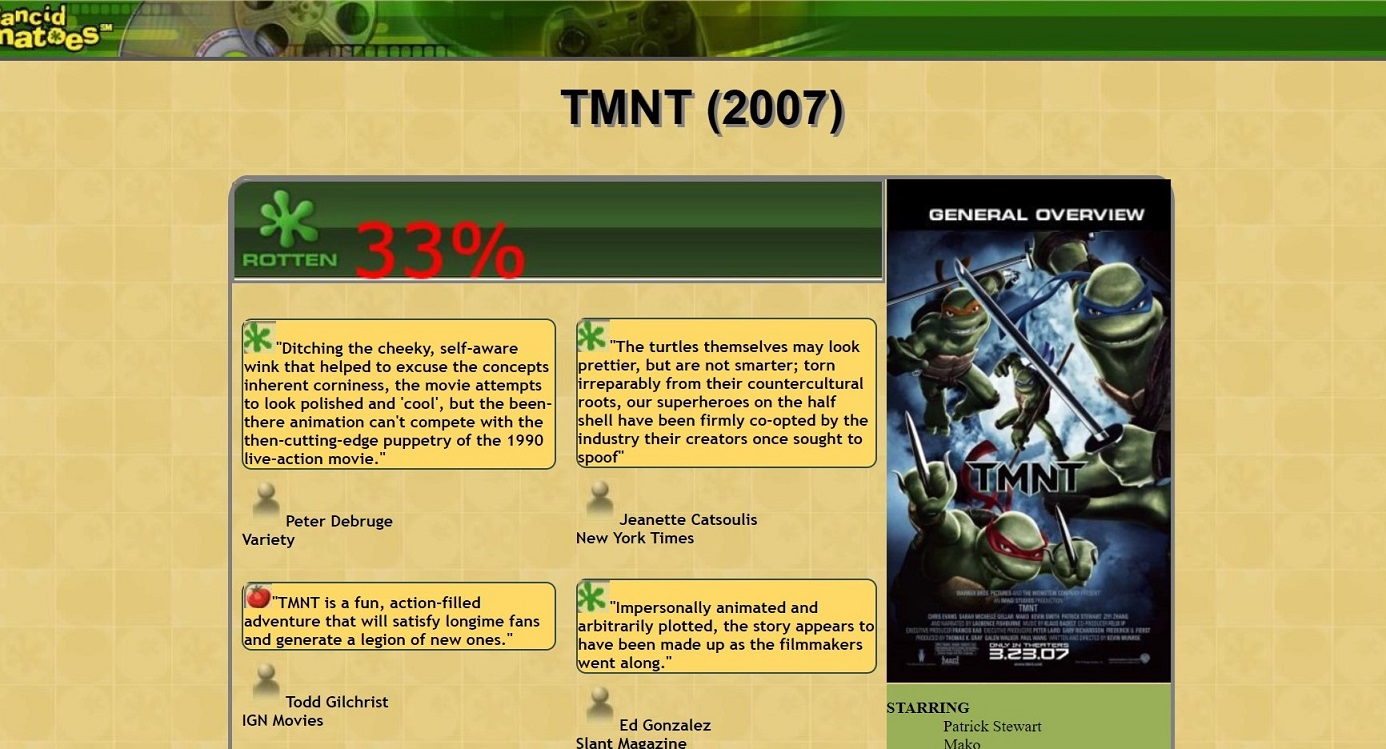 ancid
matoes SM
TMNT (2007)
ROTTEN
33%
"Ditching the cheeky, self-aware
wink that helped to excuse the concepts
inherent corniness, the movie attempts
to look polished and 'cool', but the been-
there animation can't compete with the
then-cutting-edge puppetry of the 1990
live-action movie."
Peter Debruge
Variety
"TMNT is a fun, action-filled
adventure that will satisfy longime fans
and generate a legion of new ones."
Todd Gilchrist
IGN Movies
"The turtles themselves may look
prettier, but are not smarter; torn
irreparably from their countercultural
roots, our superheroes on the half
shell have been firmly co-opted by the
industry their creators once sought to
spoof"
Jeanette Catsoulis
New York Times
"Impersonally animated and
arbitrarily plotted, the story appears to
have been made up as the filmmakers
went along."
Ed Gonzalez
Slant Magazine
GENERAL OVERVIEW
TMNT
TMNT
ONLY IN THEATERS
3.23.07
STARRING
Patrick Stewart
Mako